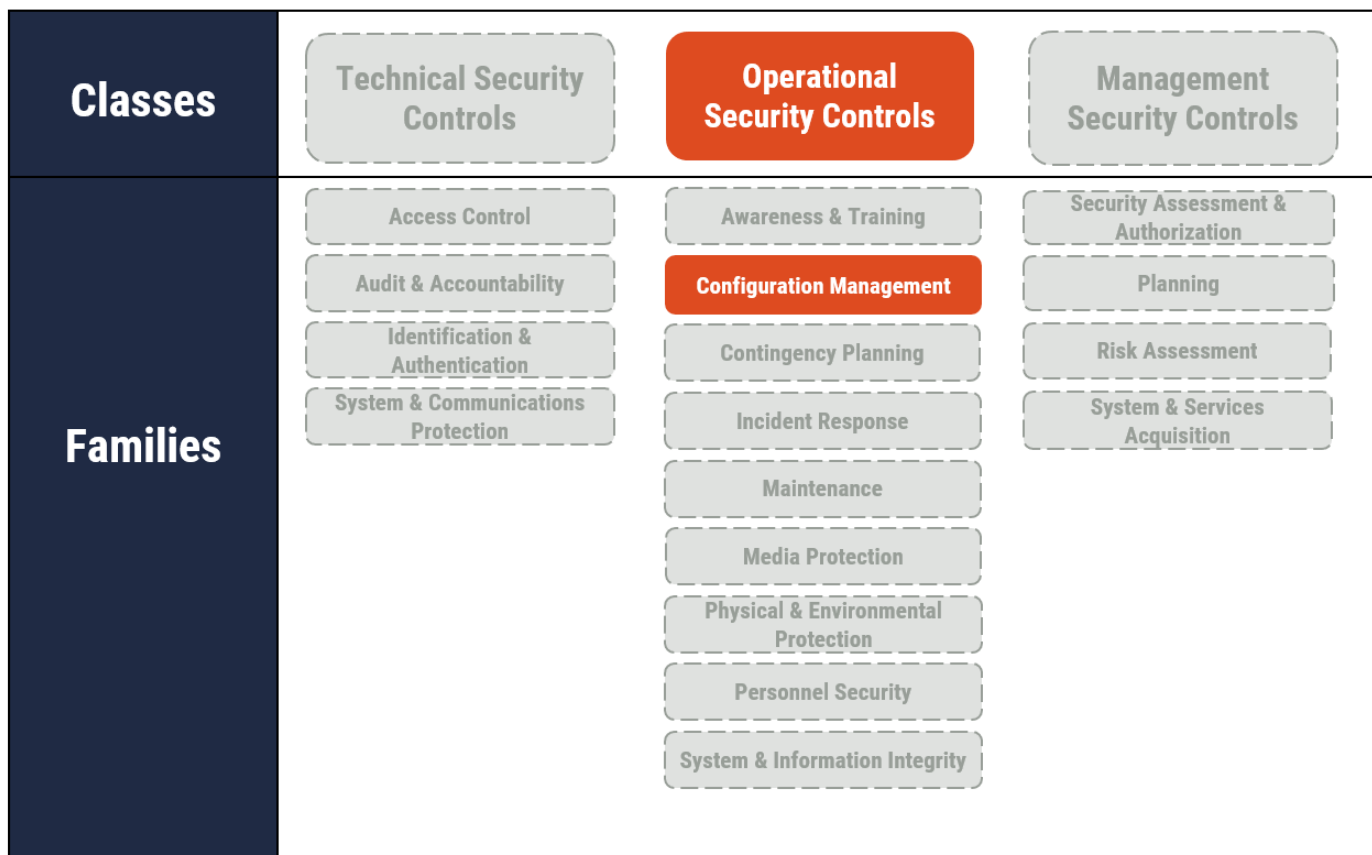 Classes
Technical Security
Controls
Operational
Security Controls
Management
Security Controls
Families
Access Control
Audit & Accountability
Identification &
Authentication
System & Communications
Protection
Awareness & Training
Configuration Management
Contingency Planning
Incident Response
Maintenance
Media Protection
Physical & Environmental
Protection
Personnel Security
System & Information Integrity
Security Assessment &
Authorization
Planning
Risk Assessment
System & Services
Acquisition